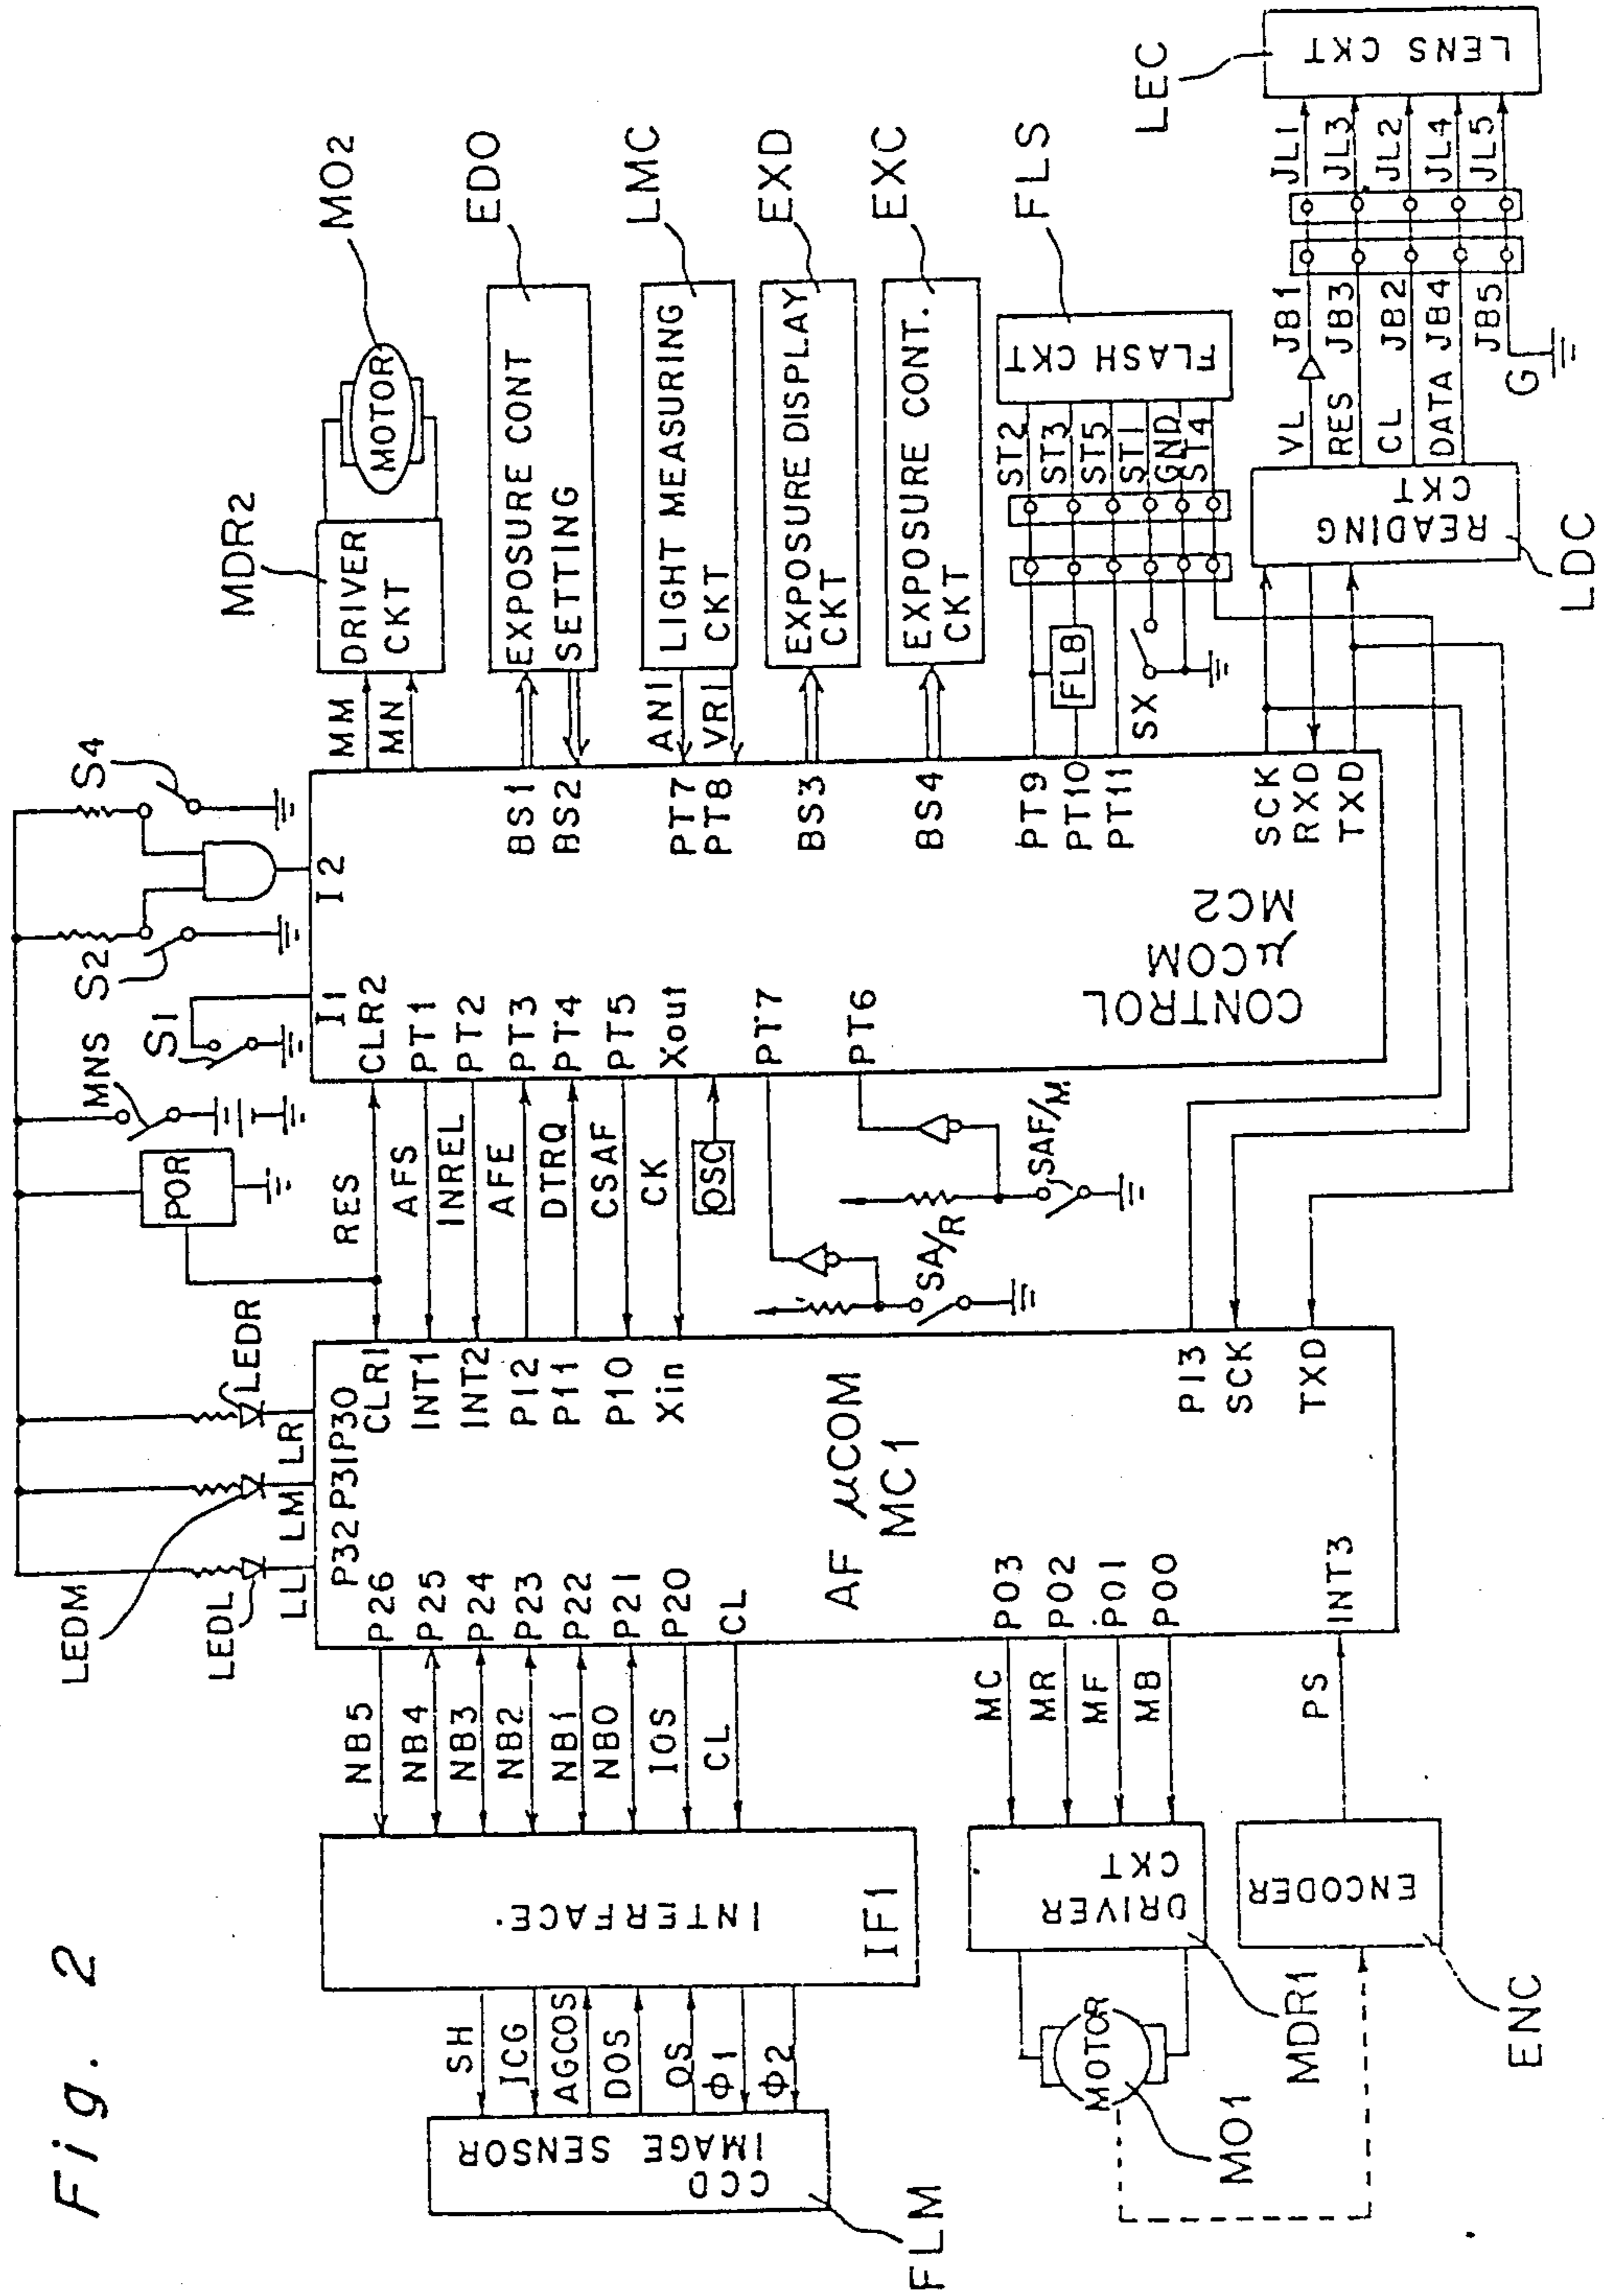 Fig. 2
LEDM
LEDL
LEDR
LL
LM
LR
P32
P31
P30
POR
MNS
S1
S2
S4
I1
I2
MDR2
MO2
DRIVER
CKT
MOTOR
MM
MN
FLM
CCD
IMAGE SENSOR
SH
ICG
AGCOS
DOS
OS
Φ1
Φ2
INTERFACE
IF1
NB5
NB4
NB3
NB2
NB1
NB0
IOS
CL
P26
P25
P24
P23
P22
P21
P20
CL
AF μCOM
MC1
CLR1
INT1
INT2
P12
P11
P10
Xin
RES
AFS
INREL
AFE
DTRQ
CSAF
CK
OSC
CLR2
PT1
PT2
PT3
PT4
PT5
Xout
PT7
PT6
SA/R
SAF/M
PI3
SCK
TXD
PO3
PO2
PO1
PO0
INT3
MC
MR
MF
MB
PS
DRIVER
CKT
MDR1
MOTOR
MO1
ENCODER
ENC
CONTROL
μCOM
MC2
BS1
BS2
PT7
PT8
BS3
BS4
PT9
PT10
PT11
SCK
RXD
TXD
AN1
VR1
EXPOSURE CONT
SETTING
EDO
LIGHT MEASURING
CKT
LMC
EXPOSURE DISPLAY
CKT
EXD
EXPOSURE CONT.
CKT
EXC
FLB
SX
ST2
ST3
ST5
ST1
GND
ST4
FLASH CKT
FLS
READING
CKT
LDC
VL
RES
CL
DATA
G
JB1
JB3
JB2
JB4
JB5
JL1
JL3
JL2
JL4
JL5
LENS CKT
LEC